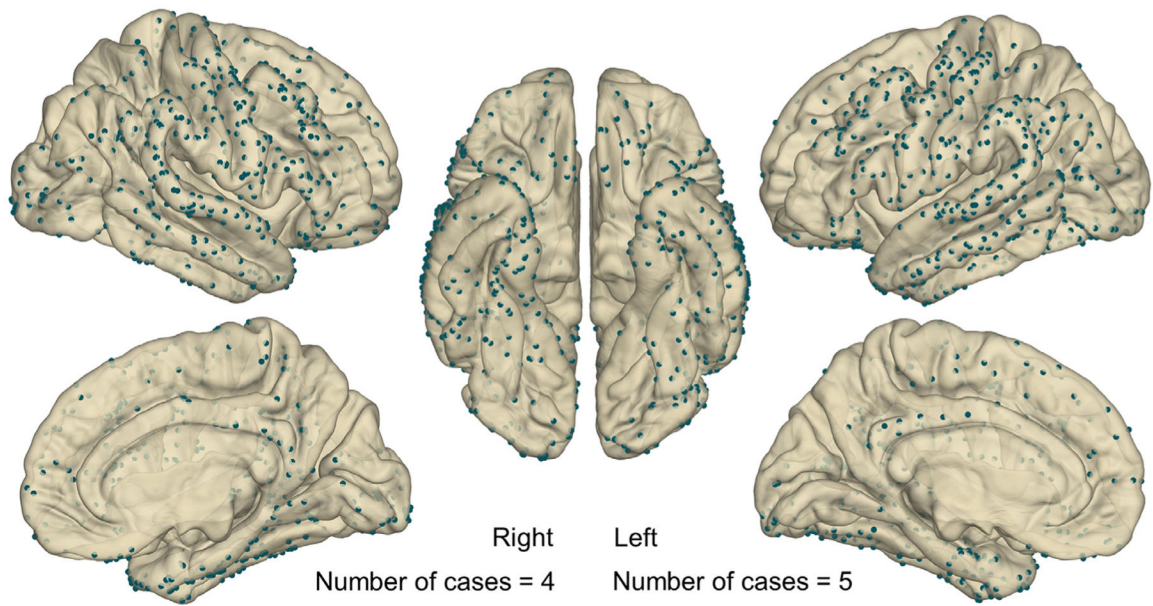 Right Left
Number of cases = 4 Number of cases = 5